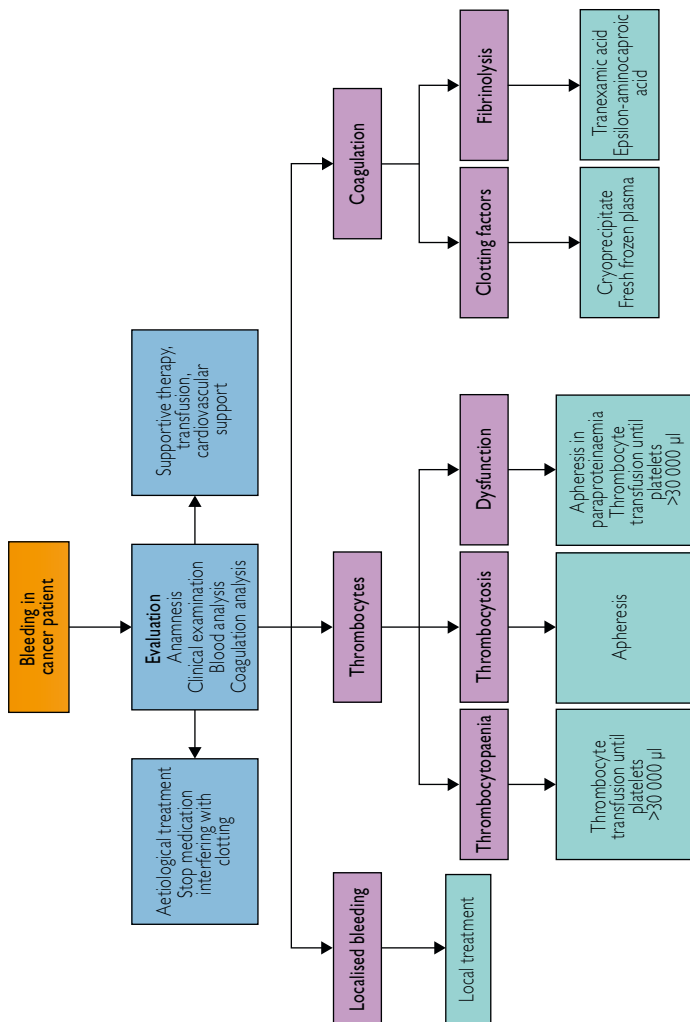 Bleeding in
cancer patient
Aetiological treatment
Stop medication
interfering with
clotting
Evaluation
Anamnesis
Clinical examination
Blood analysis
Coagulation analysis
Supportive therapy,
transfusion,
cardiovascular
support
Localised bleeding
Thrombocytes
Coagulation
Local treatment
Thrombocytopaenia
Thrombocytosis
Dysfunction
Clotting factors
Fibrinolysis
Thrombocyte
transfusion until
platelets
>30 000 µl
Apheresis
Apheresis in
paraproteinaemia
Thrombocyte
transfusion until
platelets
>30 000 µl
Cryoprecipitate
Fresh frozen plasma
Tranexamic acid
Epsilon-aminocaproic
acid